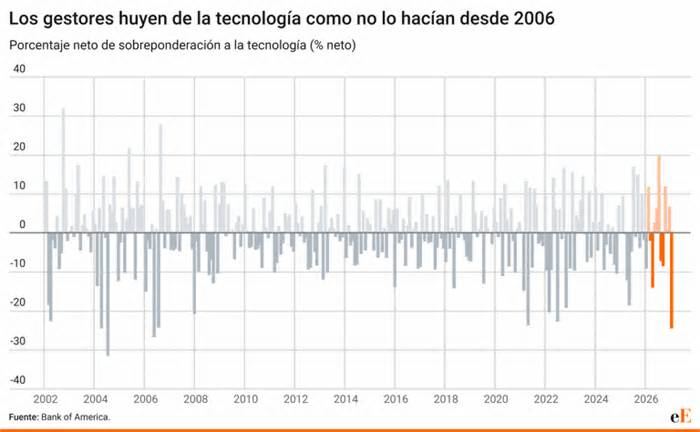 Los gestores huyen de la tecnología como no lo hacían desde 2006
Porcentaje neto de sobreponderación a la tecnología (% neto)
40
30
20
10
0
-10
-20
-30
-40
2002 2004 2006 2008 2010 2012 2014 2016 2018 2020 2022 2024 2026
Fuente: Bank of America.
eE